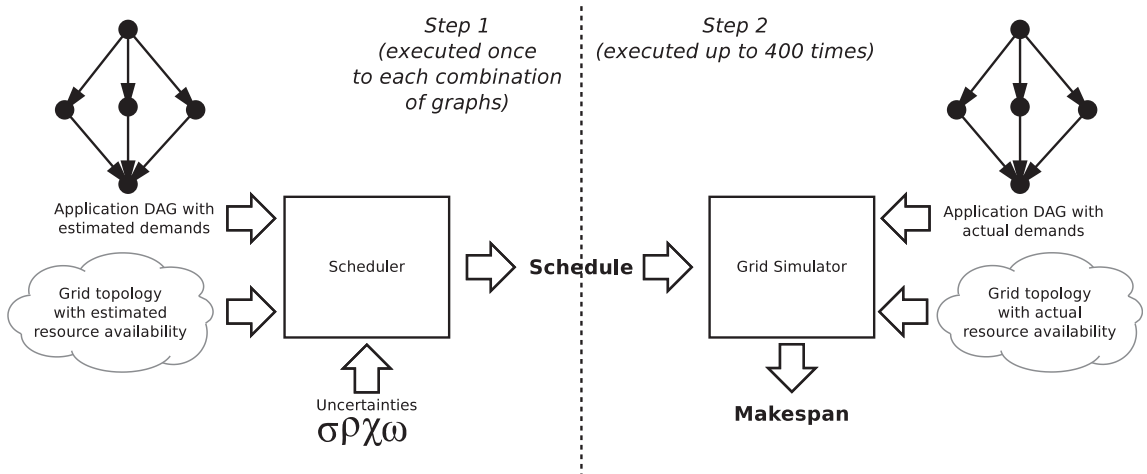 Step 1
(executed once
to each combination
of graphs)
Application DAG with
estimated demands
Grid topology
with estimated
resource availability
Scheduler
Uncertainties
σρχω
Schedule
Step 2
(executed up to 400 times)
Grid Simulator
Makespan
Application DAG with
actual demands
Grid topology
with actual
resource availability